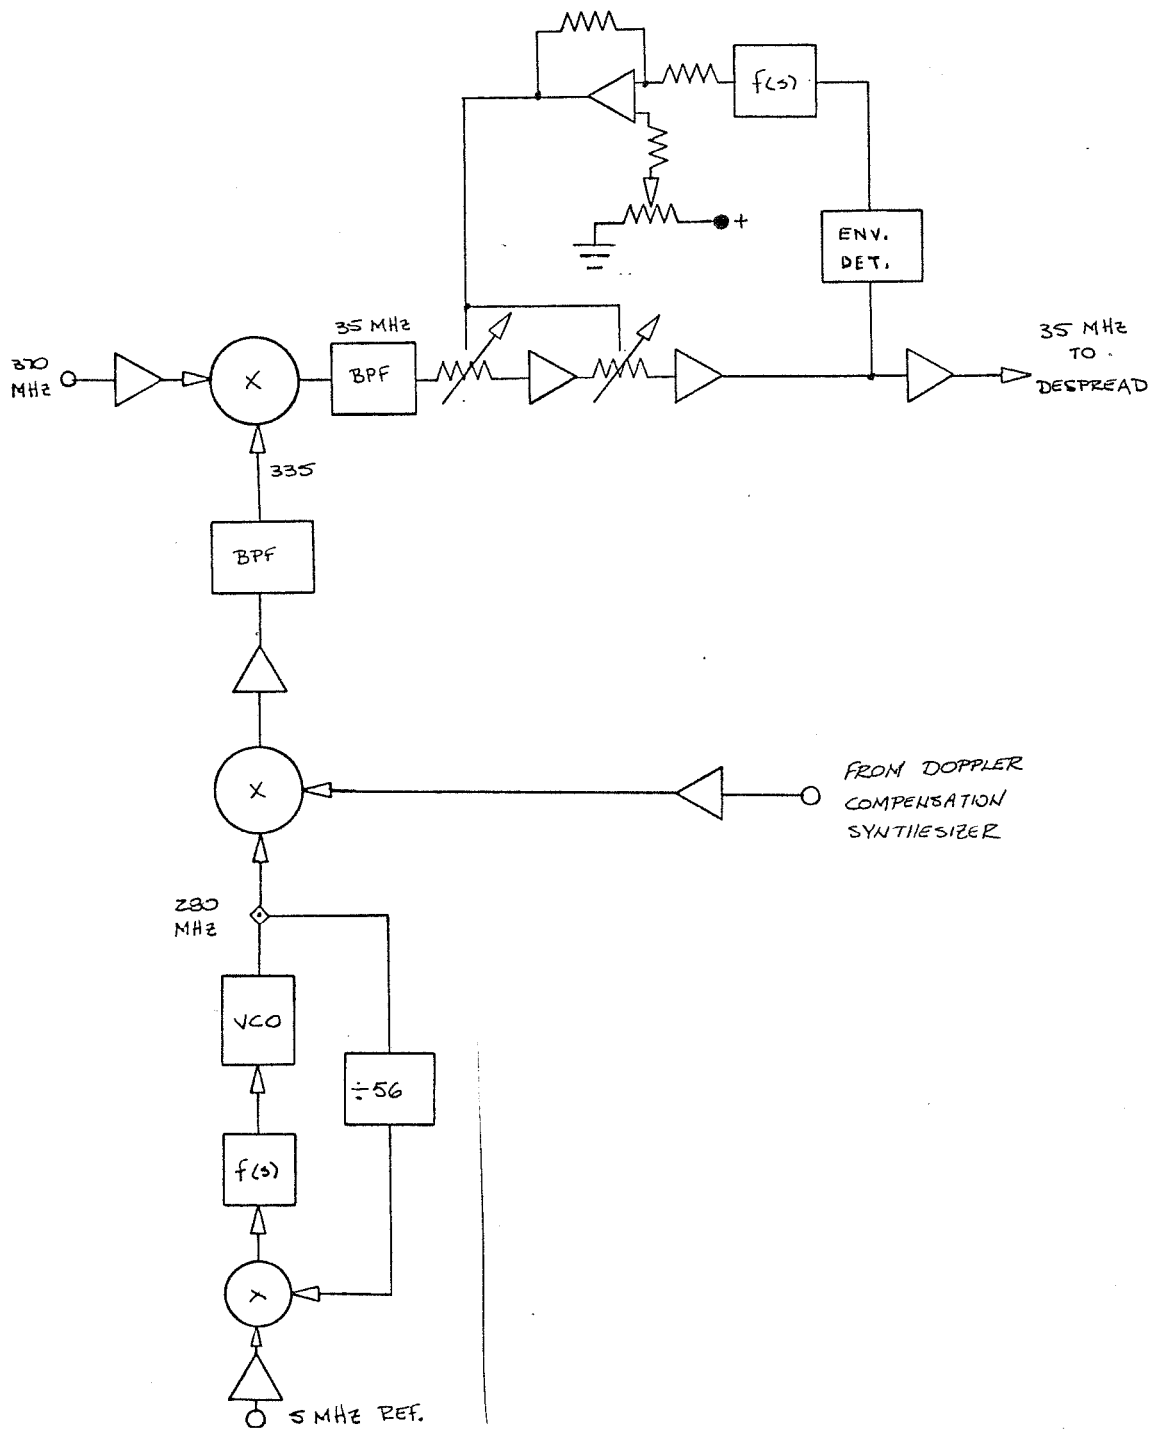 f(s)
+
ENV.
DET.
35 MHz
370
MHz
X
BPF
35 MHz
TO
DESPREAD
335
BPF
X
FROM DOPPLER
COMPENSATION
SYNTHESIZER
280
MHz
VCO
÷56
f(s)
X
5 MHz REF.